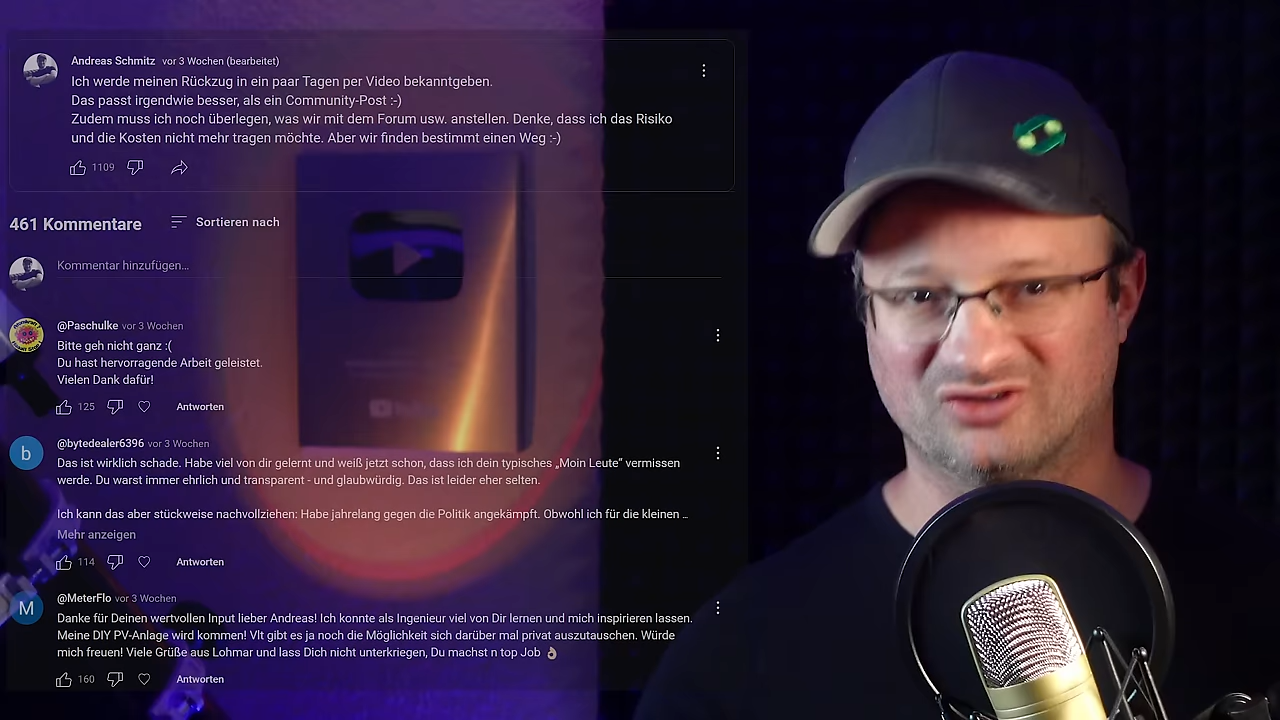 Andreas Schmitz vor 3 Wochen (bearbeitet)
Ich werde meinen Rückzug in ein paar Tagen per Video bekanntgeben.
Das passt irgendwie besser, als ein Community-Post :-)
Zudem muss ich noch überlegen, was wir mit dem Forum usw. anstellen. Denke, dass ich das Risiko
und die Kosten nicht mehr tragen möchte. Aber wir finden bestimmt einen Weg :-)
1109
461 Kommentare
Sortieren nach
Kommentar hinzufügen...
@Paschulke vor 3 Wochen
Bitte geh nicht ganz :(
Du hast hervorragende Arbeit geleistet.
Vielen Dank dafür!
125 Antworten
b
@bytedealer6396 vor 3 Wochen
Das ist wirklich schade. Habe viel von dir gelernt und weiß jetzt schon, dass ich dein typisches „Moin Leute“ vermissen
werde. Du warst immer ehrlich und transparent - und glaubwürdig. Das ist leider eher selten.
Ich kann das aber stückweise nachvollziehen: Habe jahrelang gegen die Politik angekämpft. Obwohl ich für die kleinen ...
Mehr anzeigen
114 Antworten
M
@MeterFlo vor 3 Wochen
Danke für Deinen wertvollen Input lieber Andreas! Ich konnte als Ingenieur viel von Dir lernen und mich inspirieren lassen.
Meine DIY PV-Anlage wird kommen! Vlt gibt es ja noch die Möglichkeit sich darüber mal privat auszutauschen. Würde
mich freuen! Viele Grüße aus Lohmar und lass Dich nicht unterkriegen, Du machst n top Job 👌🏼
160 Antworten